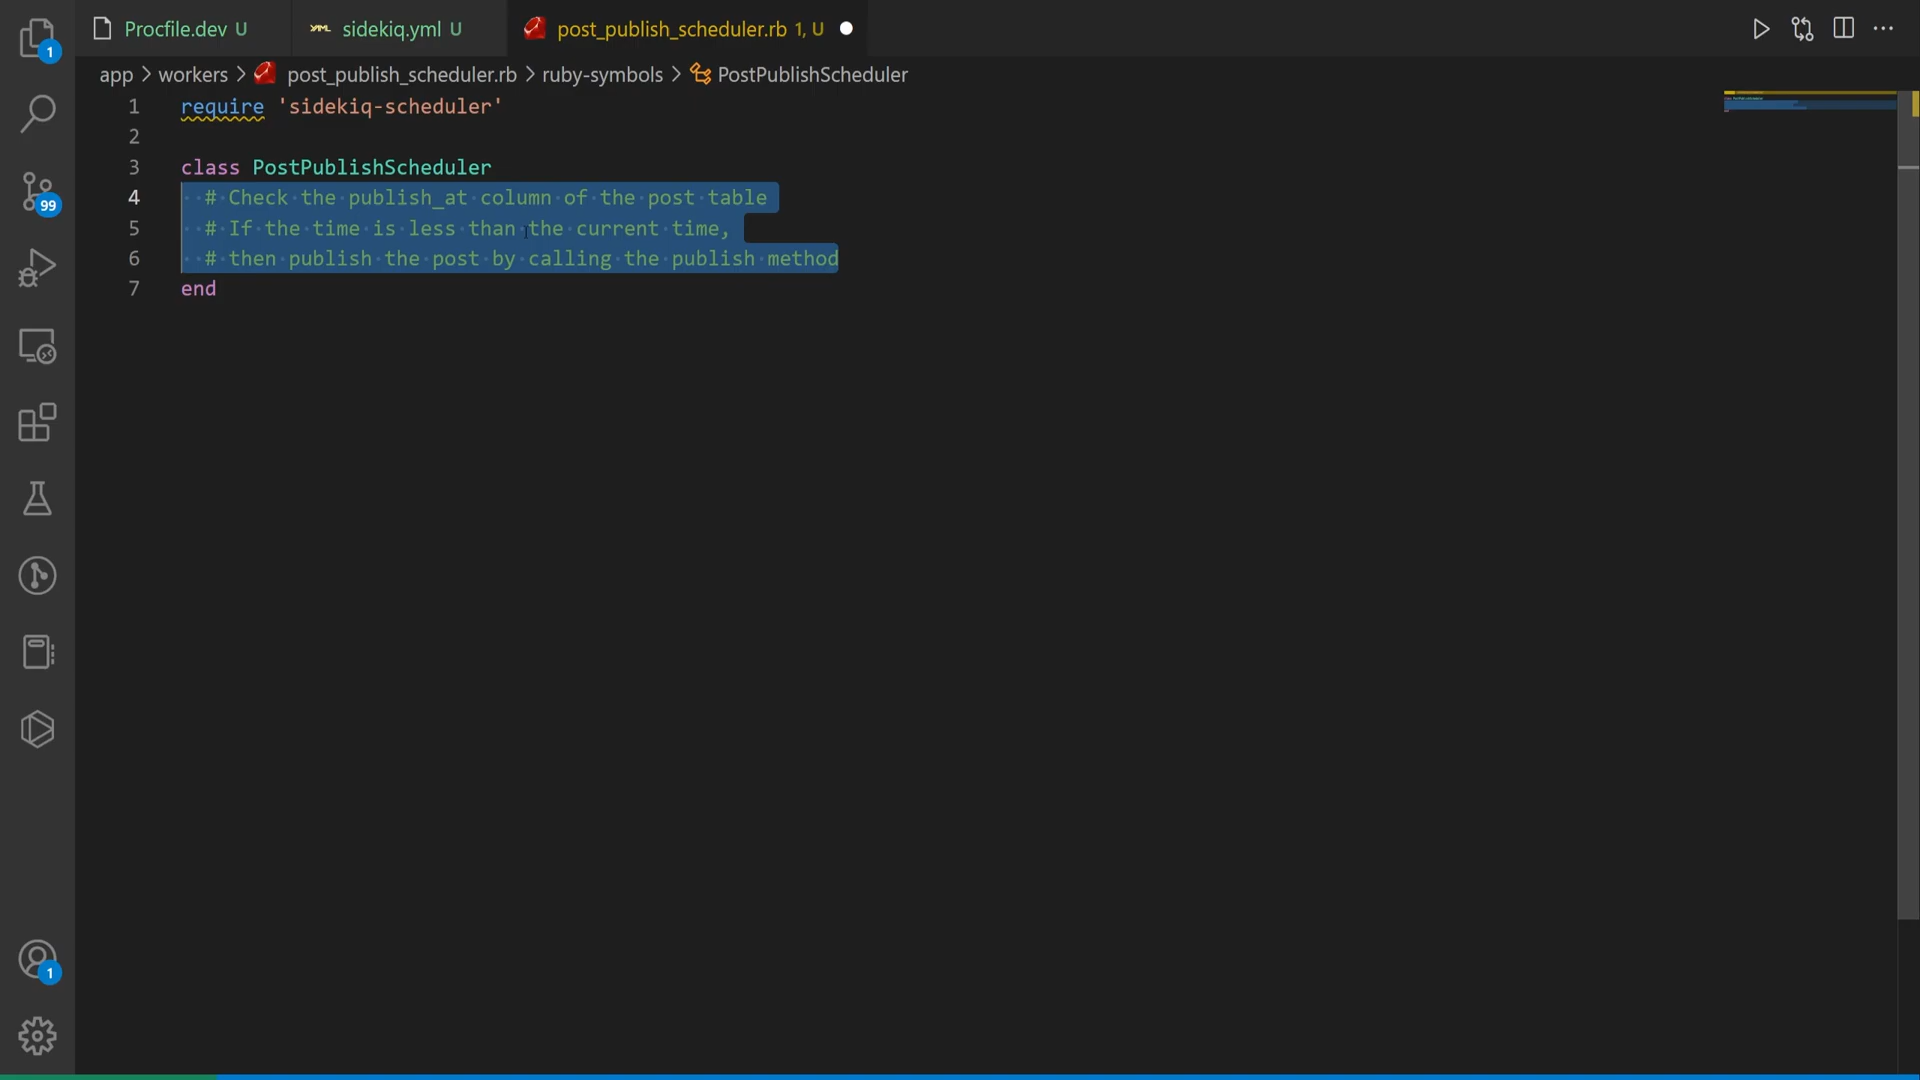 Procfile.dev U
sidekiq.yml U
post_publish_scheduler.rb 1, U
app > workers > post_publish_scheduler.rb > ruby-symbols > PostPublishScheduler
1 require 'sidekiq-scheduler'
2
3 class PostPublishScheduler
4 # Check the publish_at column of the post table
5 # If the time is less than the current time,
6 # then publish the post by calling the publish method
7 end
1
99
1